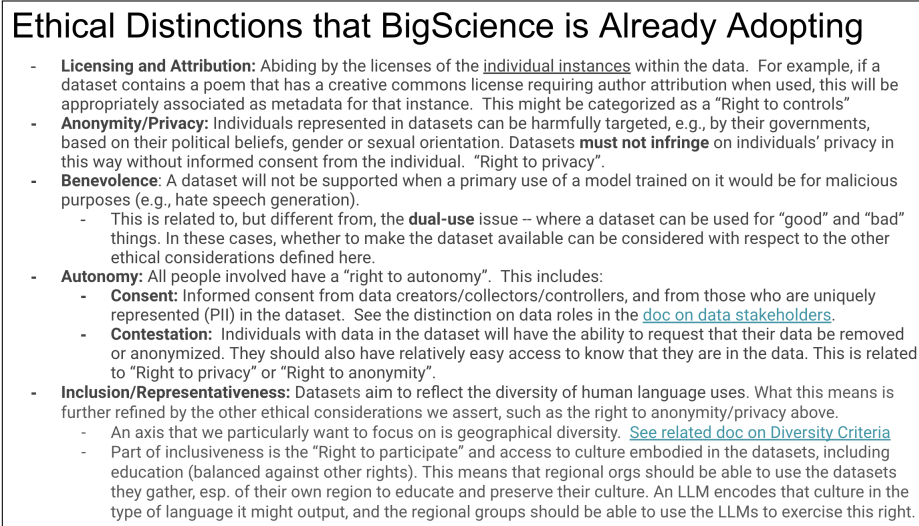 Ethical Distinctions that BigScience is Already Adopting
- Licensing and Attribution: Abiding by the licenses of the individual instances within the data. For example, if a
dataset contains a poem that has a creative commons license requiring author attribution when used, this will be
appropriately associated as metadata for that instance. This might be categorized as a “Right to controls”
- Anonymity/Privacy: Individuals represented in datasets can be harmfully targeted, e.g., by their governments,
based on their political beliefs, gender or sexual orientation. Datasets must not infringe on individuals’ privacy in
this way without informed consent from the individual. “Right to privacy”.
- Benevolence: A dataset will not be supported when a primary use of a model trained on it would be for malicious
purposes (e.g., hate speech generation).
- This is related to, but different from, the dual-use issue -- where a dataset can be used for “good” and “bad”
things. In these cases, whether to make the dataset available can be considered with respect to the other
ethical considerations defined here.
- Autonomy: All people involved have a “right to autonomy”. This includes:
- Consent: Informed consent from data creators/collectors/controllers, and from those who are uniquely
represented (PII) in the dataset. See the distinction on data roles in the doc on data stakeholders.
- Contestation: Individuals with data in the dataset will have the ability to request that their data be removed
or anonymized. They should also have relatively easy access to know that they are in the data. This is related
to “Right to privacy” or “Right to anonymity”.
- Inclusion/Representativeness: Datasets aim to reflect the diversity of human language uses. What this means is
further refined by the other ethical considerations we assert, such as the right to anonymity/privacy above.
- An axis that we particularly want to focus on is geographical diversity. See related doc on Diversity Criteria
- Part of inclusiveness is the “Right to participate” and access to culture embodied in the datasets, including
education (balanced against other rights). This means that regional orgs should be able to use the datasets
they gather, esp. of their own region to educate and preserve their culture. An LLM encodes that culture in the
type of language it might output, and the regional groups should be able to use the LLMs to exercise this right.